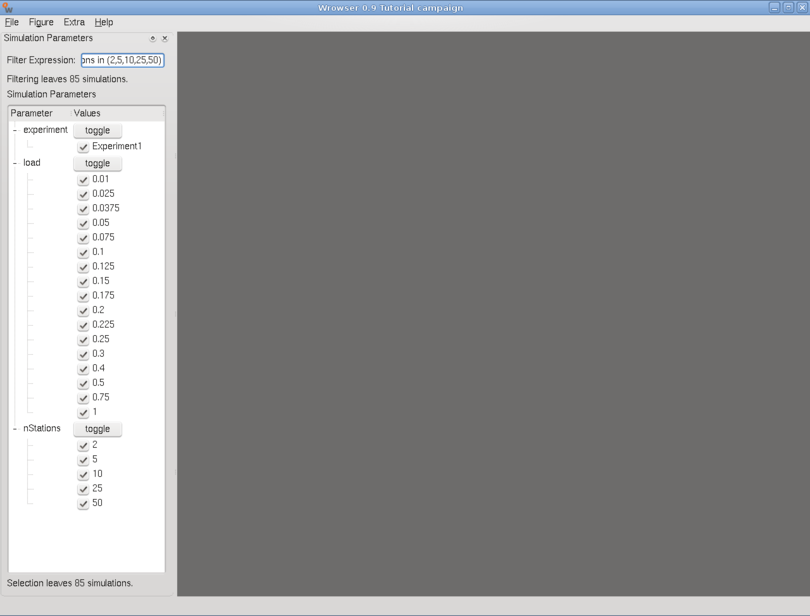 Wrowser 0.9 Tutorial campaign
File Figure Extra Help
Simulation Parameters
Filter Expression: ons in (2,5,10,25,50)
Filtering leaves 85 simulations.
Simulation Parameters
Parameter Values
experiment toggle
Experiment1
load toggle
0.01
0.025
0.0375
0.05
0.075
0.1
0.125
0.15
0.175
0.2
0.225
0.25
0.3
0.4
0.5
0.75
1
nStations toggle
2
5
10
25
50
Selection leaves 85 simulations.